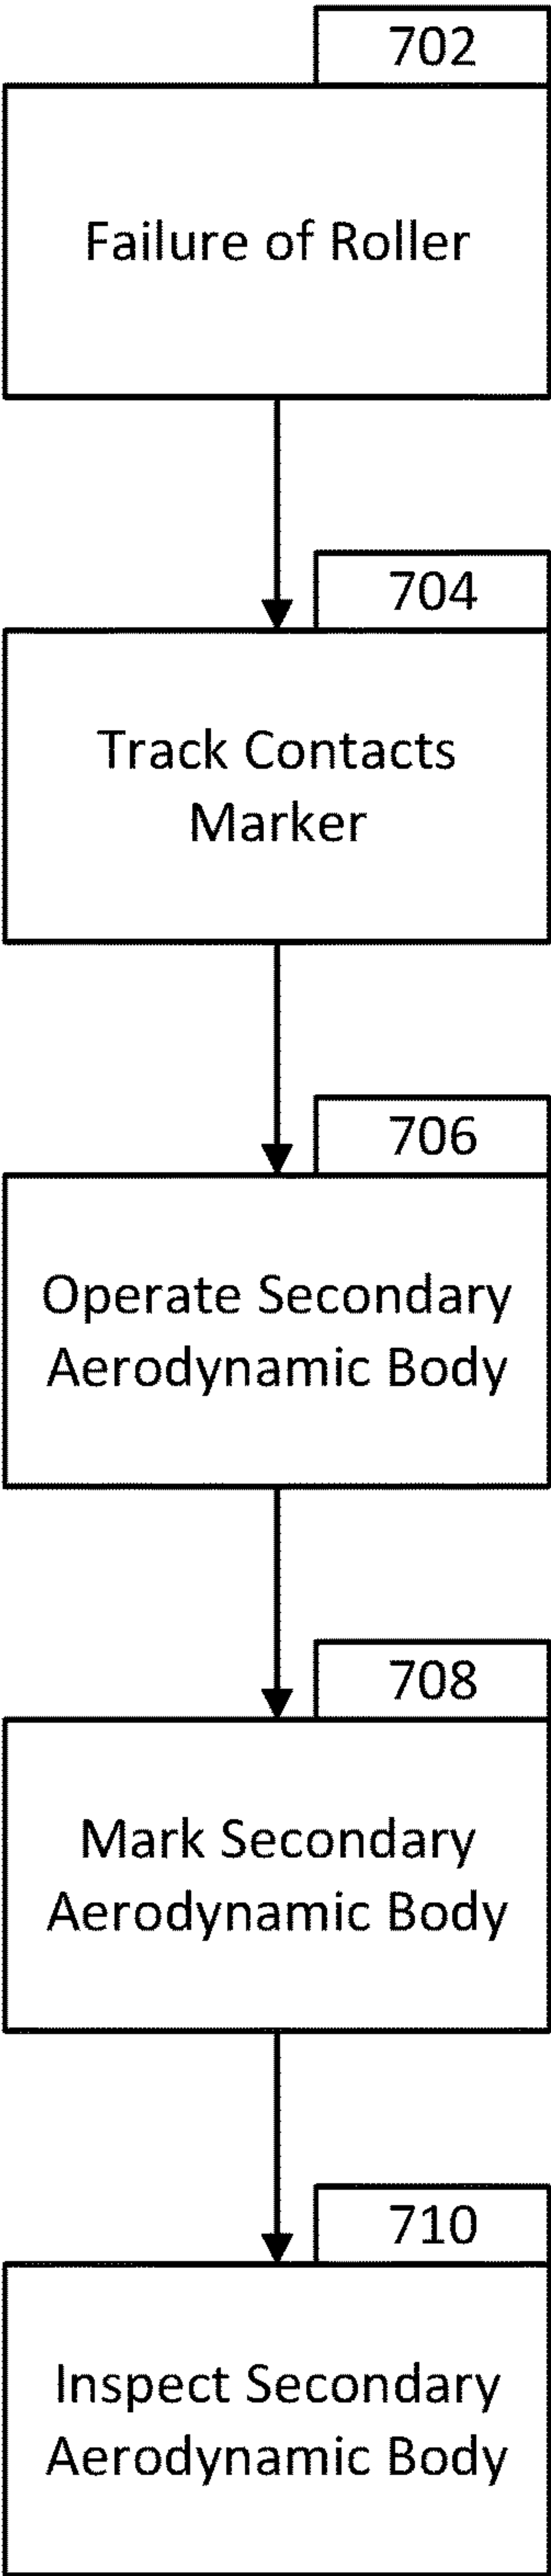 702
Failure of Roller
704
Track Contacts
Marker
706
Operate Secondary
Aerodynamic Body
708
Mark Secondary
Aerodynamic Body
710
Inspect Secondary
Aerodynamic Body